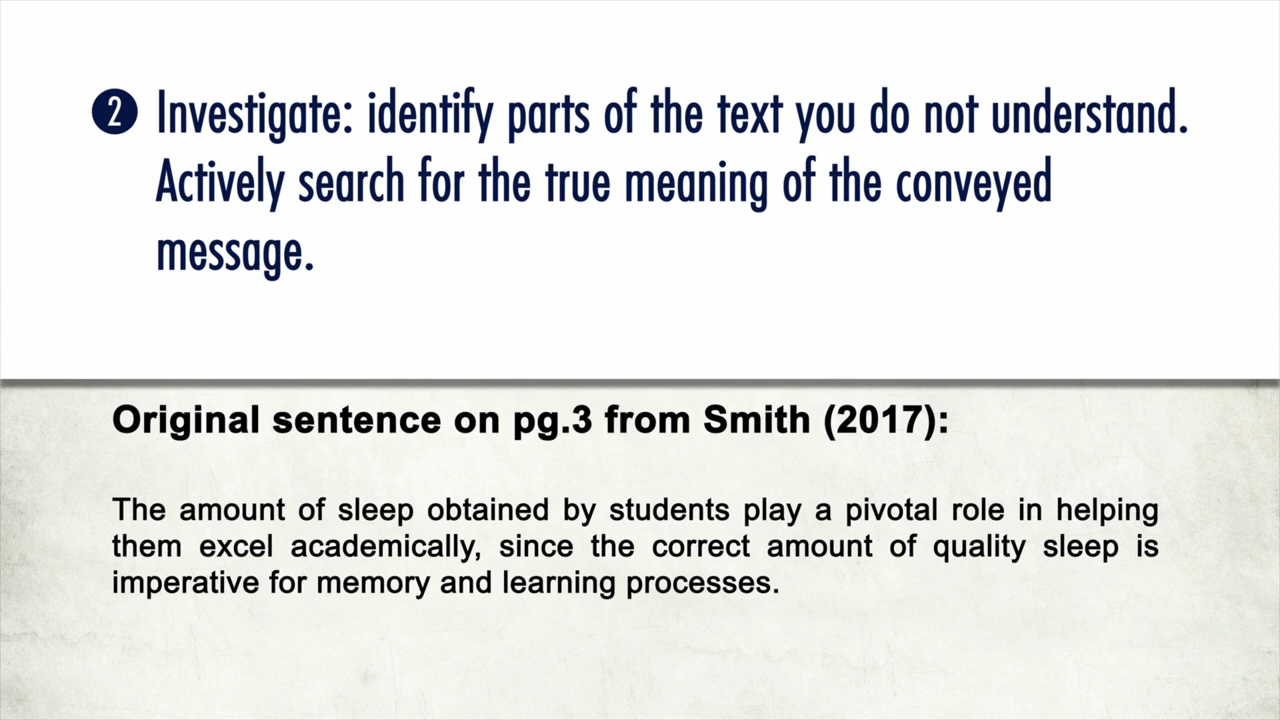 2 Investigate: identify parts of the text you do not understand.
Actively search for the true meaning of the conveyed
message.
Original sentence on pg.3 from Smith (2017):
The amount of sleep obtained by students play a pivotal role in helping
them excel academically, since the correct amount of quality sleep is
imperative for memory and learning processes.